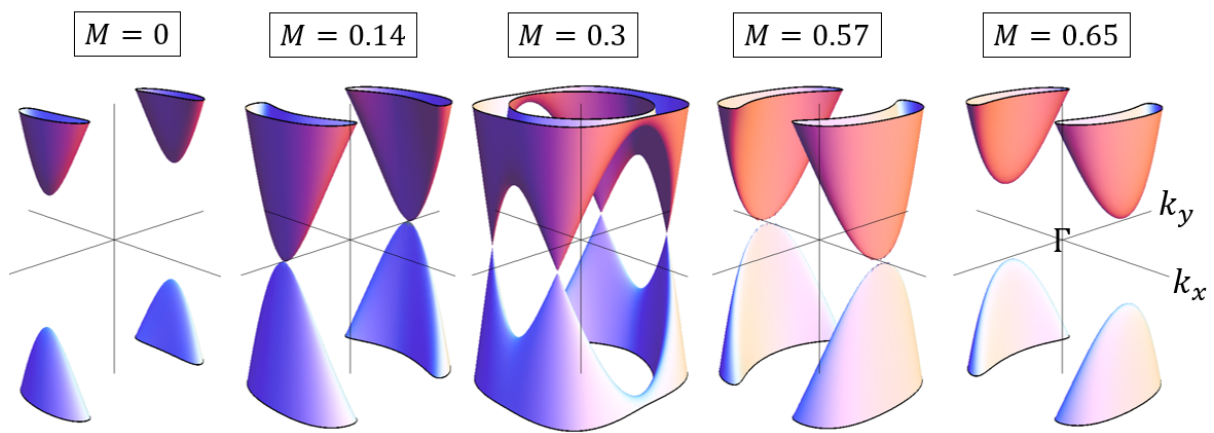 M = 0
M = 0.14
M = 0.3
M = 0.57
M = 0.65
k_y
Γ
k_x